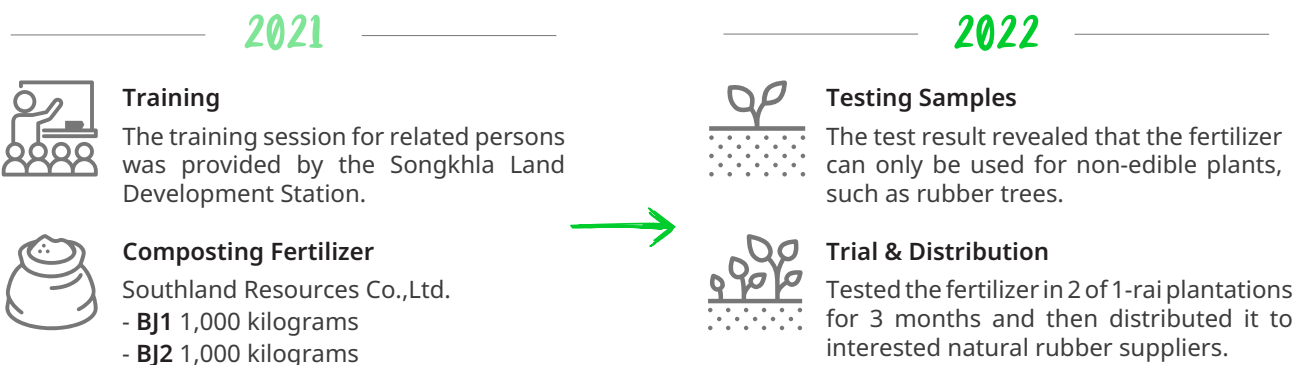 2021
Training
The training session for related persons
was provided by the Songkhla Land
Development Station.
Composting Fertilizer
Southland Resources Co.,Ltd.
- BJ1 1,000 kilograms
- BJ2 1,000 kilograms
2022
Testing Samples
The test result revealed that the fertilizer
can only be used for non-edible plants,
such as rubber trees.
Trial & Distribution
Tested the fertilizer in 2 of 1-rai plantations
for 3 months and then distributed it to
interested natural rubber suppliers.